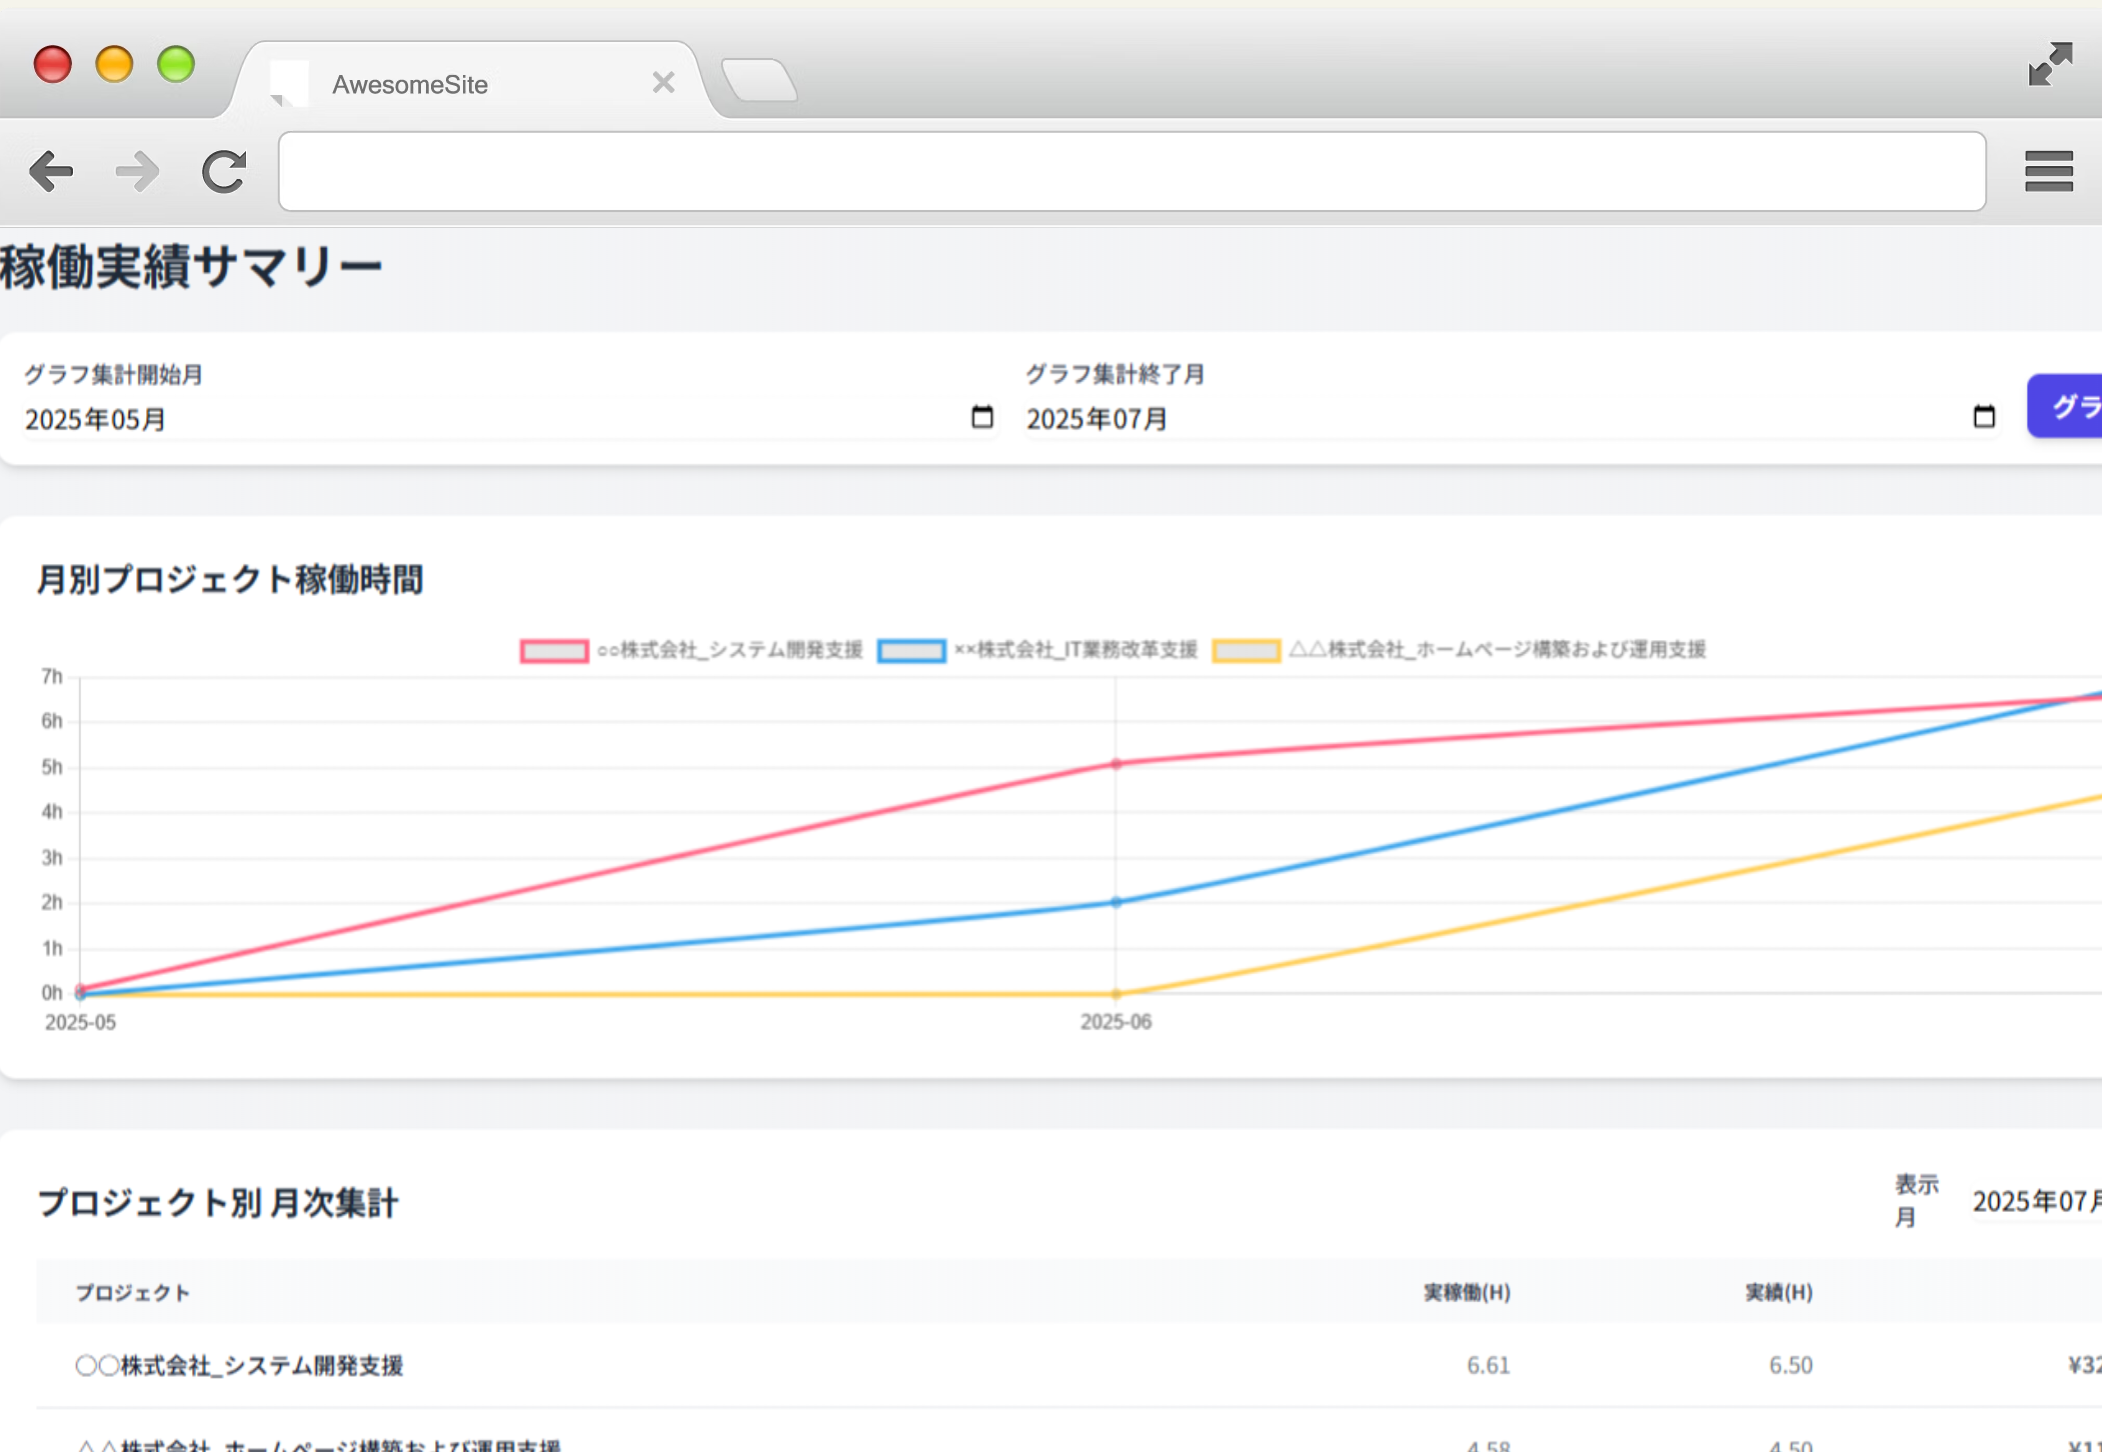 AwesomeSite
稼働実績サマリー
グラフ集計開始月
グラフ集計終了月
2025年05月
2025年07月
グラ
月別プロジェクト稼働時間
○○株式会社_システム開発支援
××株式会社_IT業務改革支援
△△株式会社_ホームページ構築および運用支援
7h
6h
5h
4h
3h
2h
1h
0h
2025-05
2025-06
プロジェクト別 月次集計
表示
月
2025年07月
プロジェクト 実稼働(H) 実績(H)
〇〇株式会社_システム開発支援 6.61 6.50 ¥32
△△株式会社_ホームページ構築および運用支援 4.58 4.50 ¥11